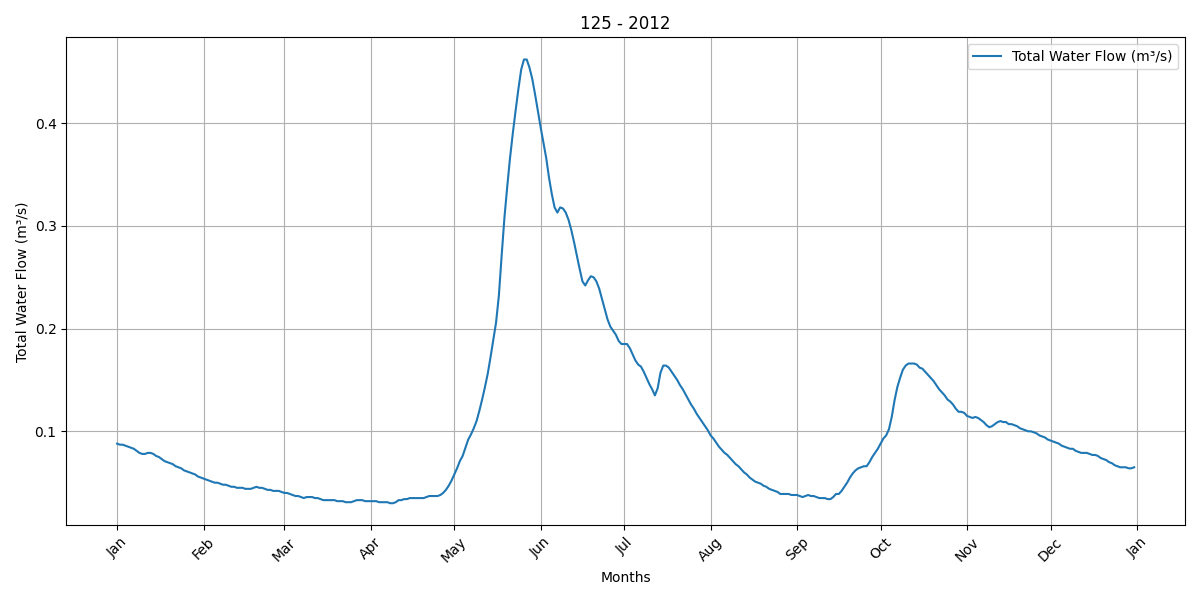 125 - 2012
Total Water Flow (m³/s)
Total Water Flow (m³/s)
0.4
0.3
0.2
0.1
Jan Feb Mar Apr May Jun Jul Aug Sep Oct Nov Dec Jan
Months